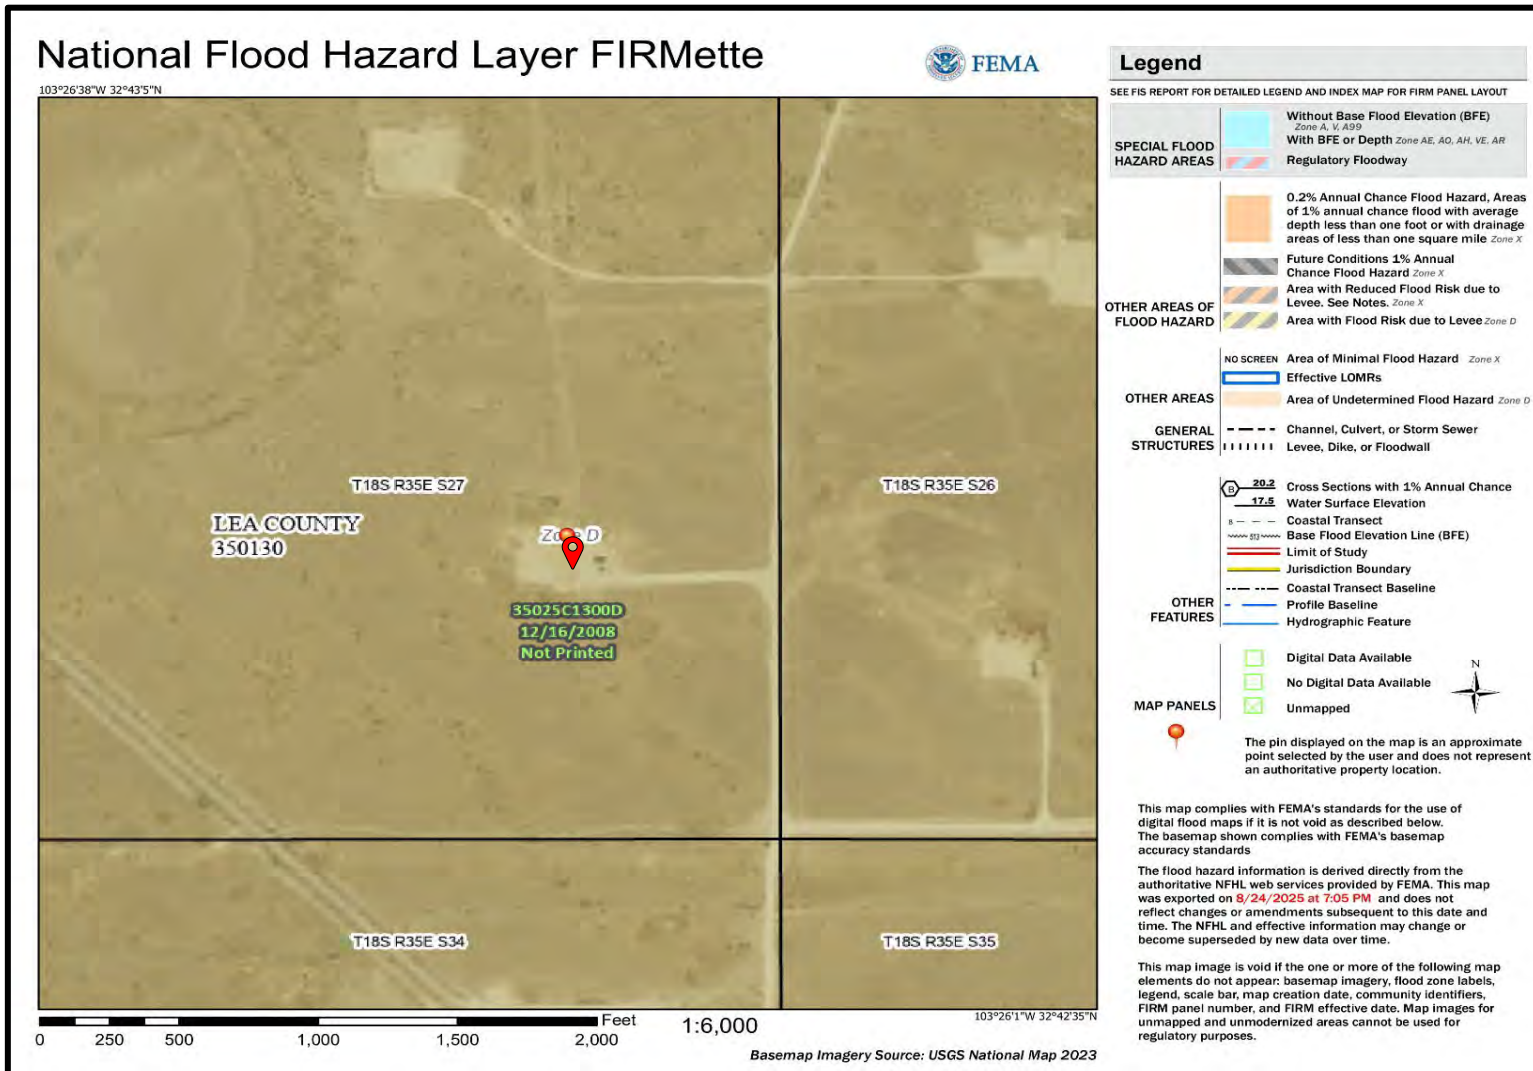 National Flood Hazard Layer FIRMette
FEMA
103°26'38"W 32°43'5"N
T18S R35E S27
T18S R35E S26
LEA COUNTY
350130
Zone D
35025C1300D
12/16/2008
Not Printed
T18S R35E S34
T18S R35E S35
0 250 500 1,000 1,500 2,000
Feet
1:6,000
103°26'1"W 32°42'35"N
Basemap Imagery Source: USGS National Map 2023
Legend
SEE FIS REPORT FOR DETAILED LEGEND AND INDEX MAP FOR FIRM PANEL LAYOUT
SPECIAL FLOOD
HAZARD AREAS
Without Base Flood Elevation (BFE)
Zone A, V, A99
With BFE or Depth Zone AE, AO, AH, VE, AR
Regulatory Floodway
OTHER AREAS OF
FLOOD HAZARD
0.2% Annual Chance Flood Hazard, Areas
of 1% annual chance flood with average
depth less than one foot or with drainage
areas of less than one square mile Zone X
Future Conditions 1% Annual
Chance Flood Hazard Zone X
Area with Reduced Flood Risk due to
Levee. See Notes. Zone X
Area with Flood Risk due to Levee Zone D
OTHER AREAS
NO SCREEN Area of Minimal Flood Hazard Zone X
Effective LOMRs
Area of Undetermined Flood Hazard Zone D
GENERAL
STRUCTURES
Channel, Culvert, or Storm Sewer
Levee, Dike, or Floodwall
OTHER
FEATURES
B 20.2 Cross Sections with 1% Annual Chance
17.5 Water Surface Elevation
8 Coastal Transect
513 Base Flood Elevation Line (BFE)
Limit of Study
Jurisdiction Boundary
Coastal Transect Baseline
Profile Baseline
Hydrographic Feature
MAP PANELS
Digital Data Available
No Digital Data Available
Unmapped
N
The pin displayed on the map is an approximate
point selected by the user and does not represent
an authoritative property location.
This map complies with FEMA's standards for the use of
digital flood maps if it is not void as described below.
The basemap shown complies with FEMA's basemap
accuracy standards
The flood hazard information is derived directly from the
authoritative NFHL web services provided by FEMA. This map
was exported on 8/24/2025 at 7:05 PM and does not
reflect changes or amendments subsequent to this date and
time. The NFHL and effective information may change or
become superseded by new data over time.
This map image is void if the one or more of the following map
elements do not appear: basemap imagery, flood zone labels,
legend, scale bar, map creation date, community identifiers,
FIRM panel number, and FIRM effective date. Map images for
unmapped and unmodernized areas cannot be used for
regulatory purposes.